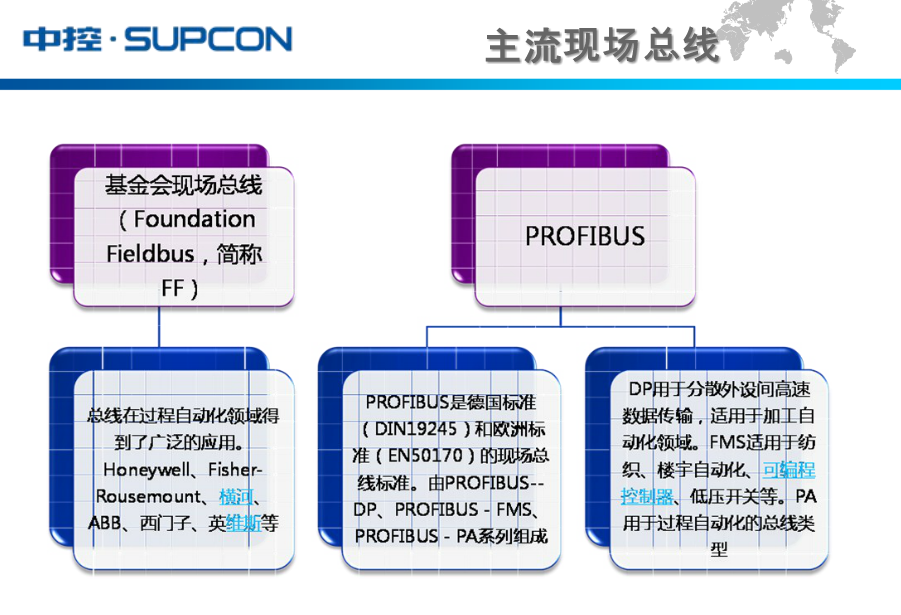 中控·SUPCON
主流现场总线
基金会现场总线
（Foundation
Fieldbus，简称
FF）
PROFIBUS
总线在过程自动化领域得
到了广泛的应用。
Honeywell、Fisher-
Rousemount、横河、
ABB、西门子、英维斯等
PROFIBUS是德国标准
（DIN19245）和欧洲标
准（EN50170）的现场总
线标准。由PROFIBUS--
DP、PROFIBUS－FMS、
PROFIBUS－PA系列组成
DP用于分散外设间高速
数据传输，适用于加工自
动化领域。FMS适用于纺
织、楼宇自动化、可编程
控制器、低压开关等。PA
用于过程自动化的总线类
型